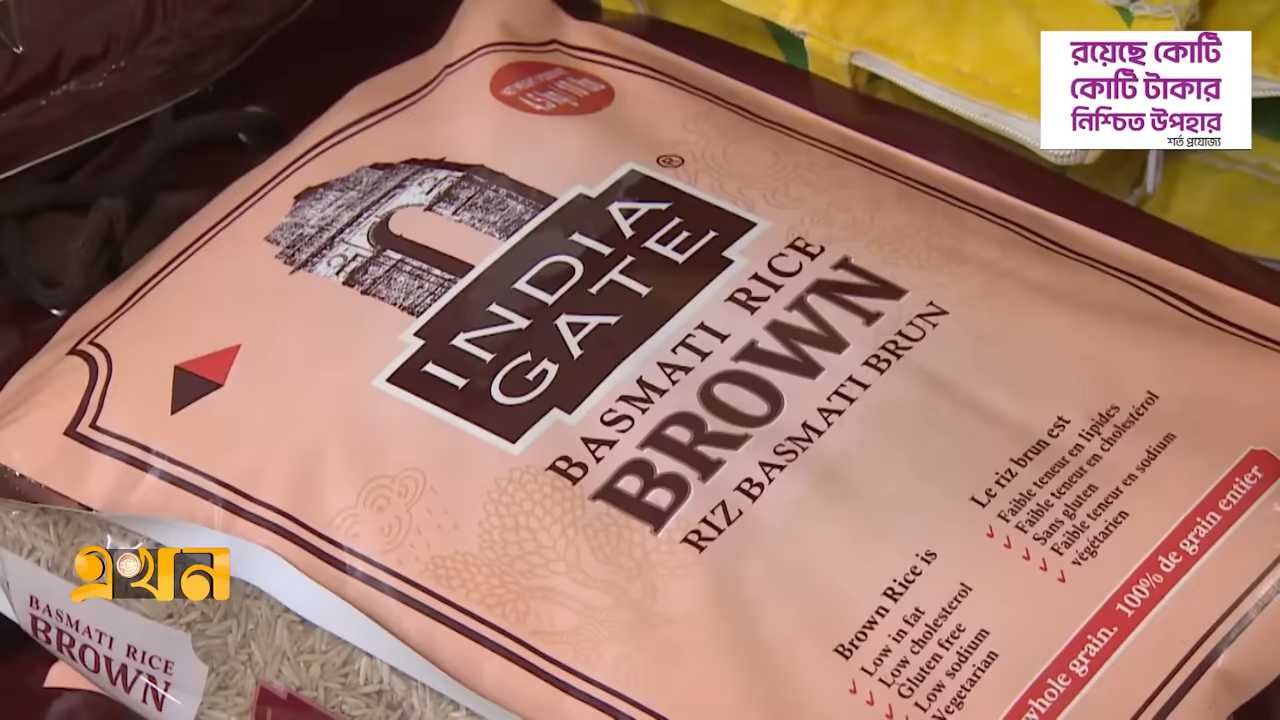 রয়েছে কোটি
কোটি টাকার
নিশ্চিত উপহার
শর্ত প্রযোজ্য
®
INDIA
GATE
BASMATI RICE
BROWN
RIZ BASMATI BRUN
Le riz brun est
Faible teneur en lipides
Faible teneur en cholestérol
Sans gluten
Faible teneur en sodium
végétarien
Brown Rice is
Low in fat
Low cholesterol
Gluten free
Low sodium
Vegetarian
whole grain. 100% de grain entier
এখন
BASMATI RICE
BROWN